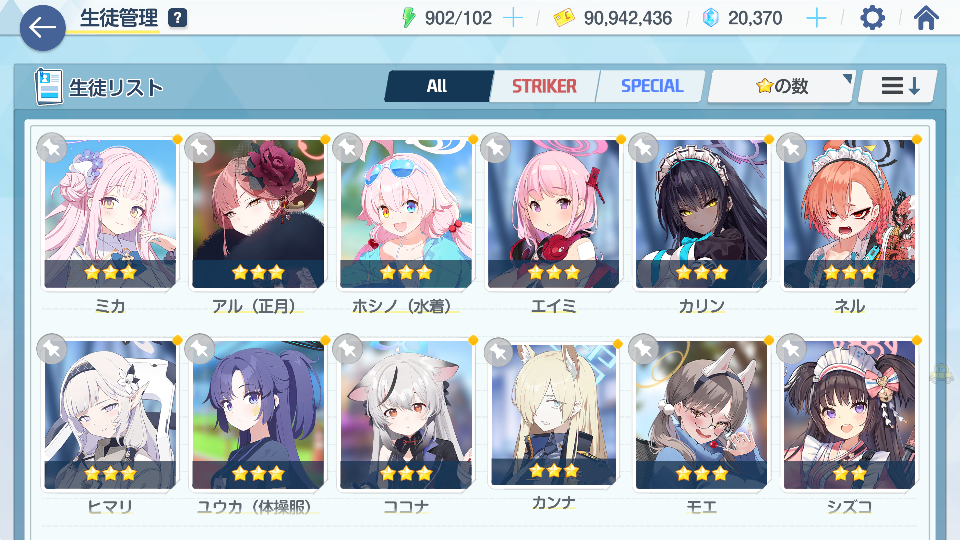 生徒管理 ?
902/102
90,942,436
20,370
生徒リスト
All
STRIKER
SPECIAL
の数
ミカ
アル（正月）
ホシノ（水着）
エイミ
カリン
ネル
ヒマリ
ユウカ（体操服）
ココナ
カンナ
モエ
シズコ